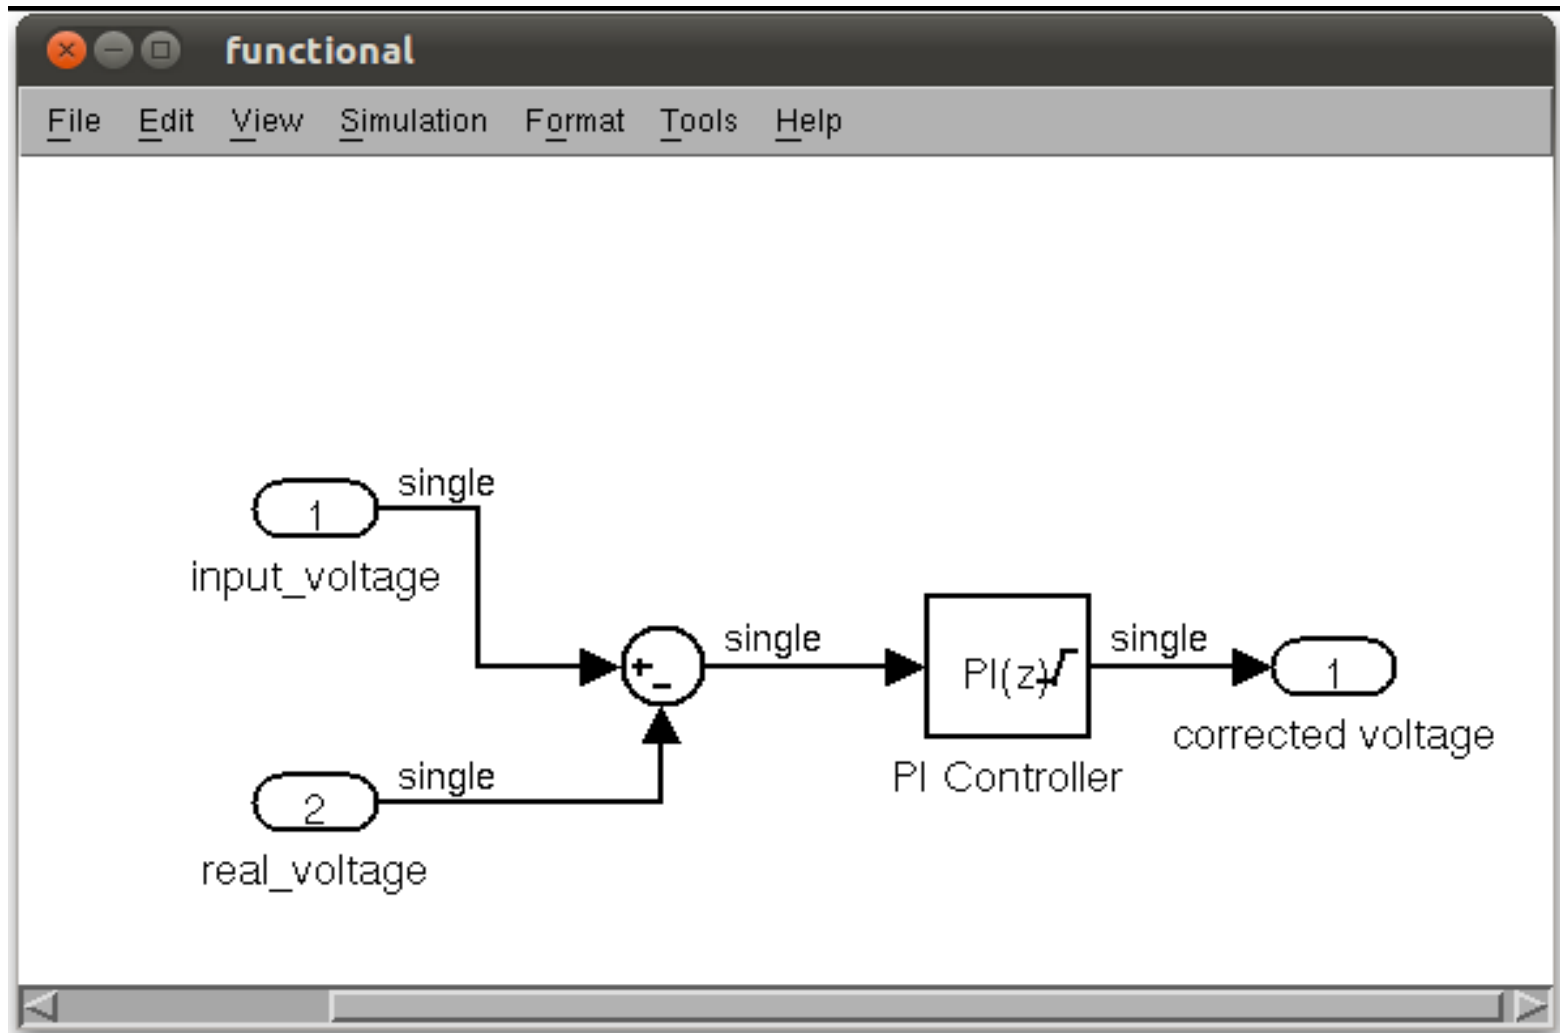 functional
File Edit View Simulation Format Tools Help
single
1
input_voltage
single
single
+
−
PI(z)
1
corrected voltage
PI Controller
single
2
real_voltage